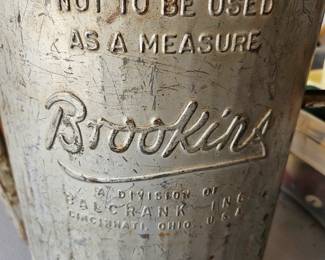 NOT TO BE USED
AS A MEASURE
Brookins
A DIVISION OF
BALCRANK INC.
CINCINNATI, OHIO, U.S.A.